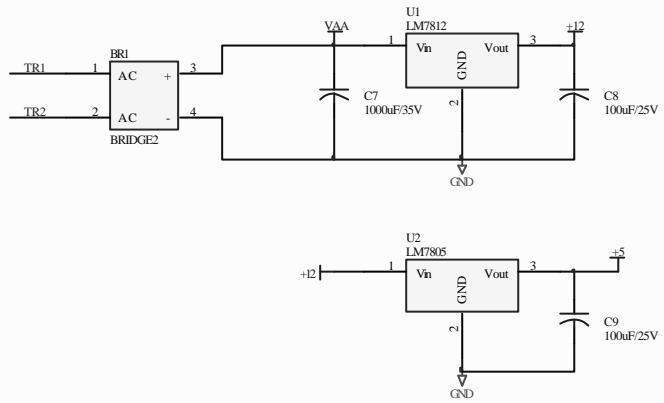 U1
LM7812
VAA
+12
BR1
1
Vin
Vout
3
GND
2
TR1
1
AC
+
3
TR2
2
AC
-
4
BRIDGE2
C7
1000uF/35V
C8
100uF/25V
GND
U2
LM7805
+5
+12
1
Vin
Vout
3
GND
2
C9
100uF/25V
GND